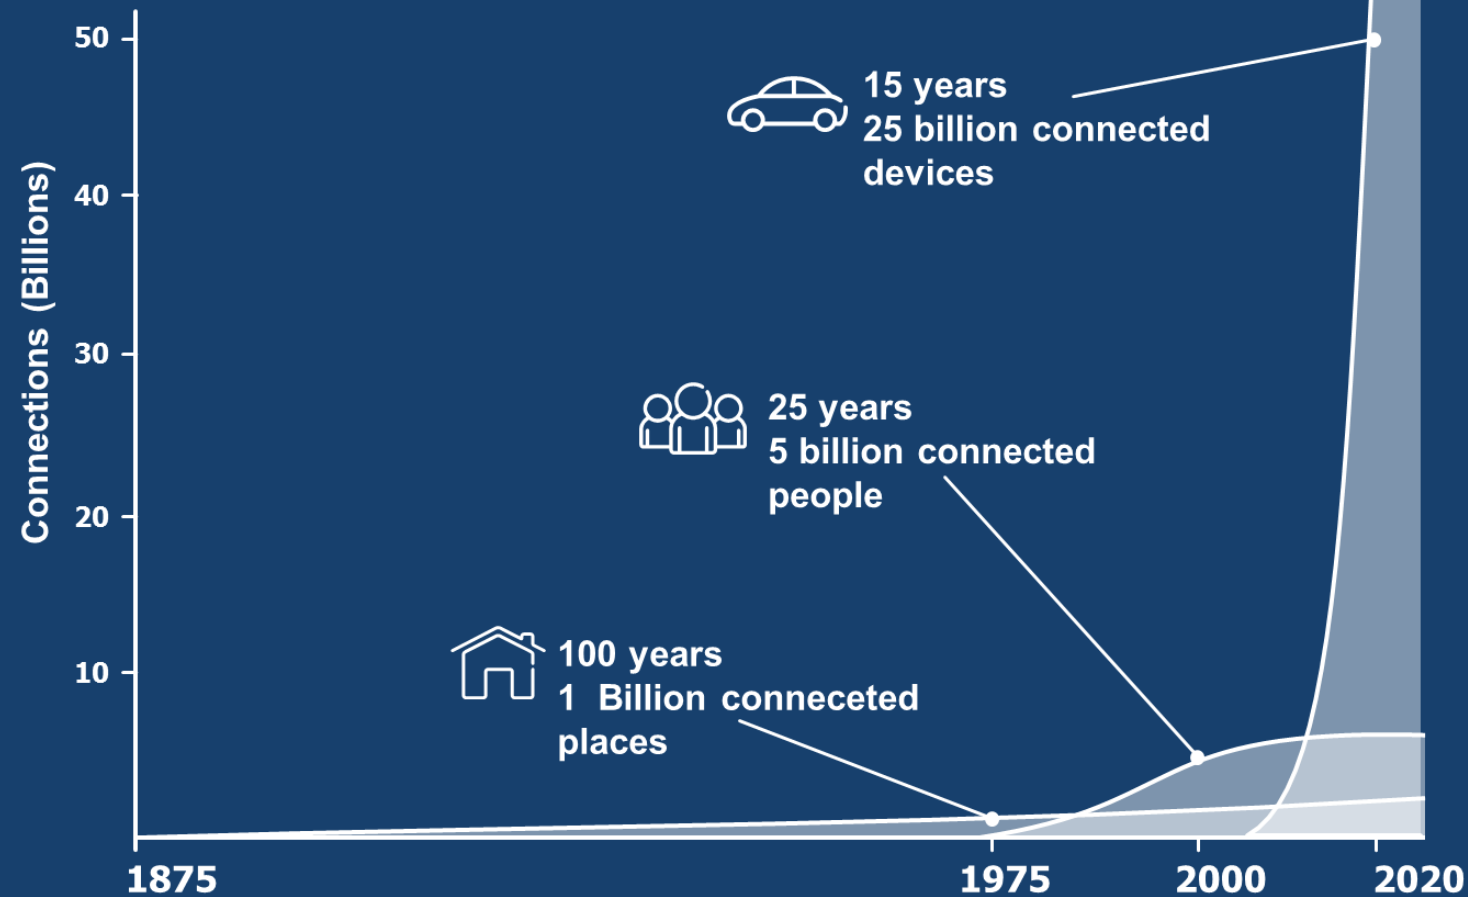 50
15 years
25 billion connected
devices
40
Connections (Billions)
30
25 years
5 billion connected
people
20
100 years
1 Billion conneceted
places
10
1875
1975
2000
2020